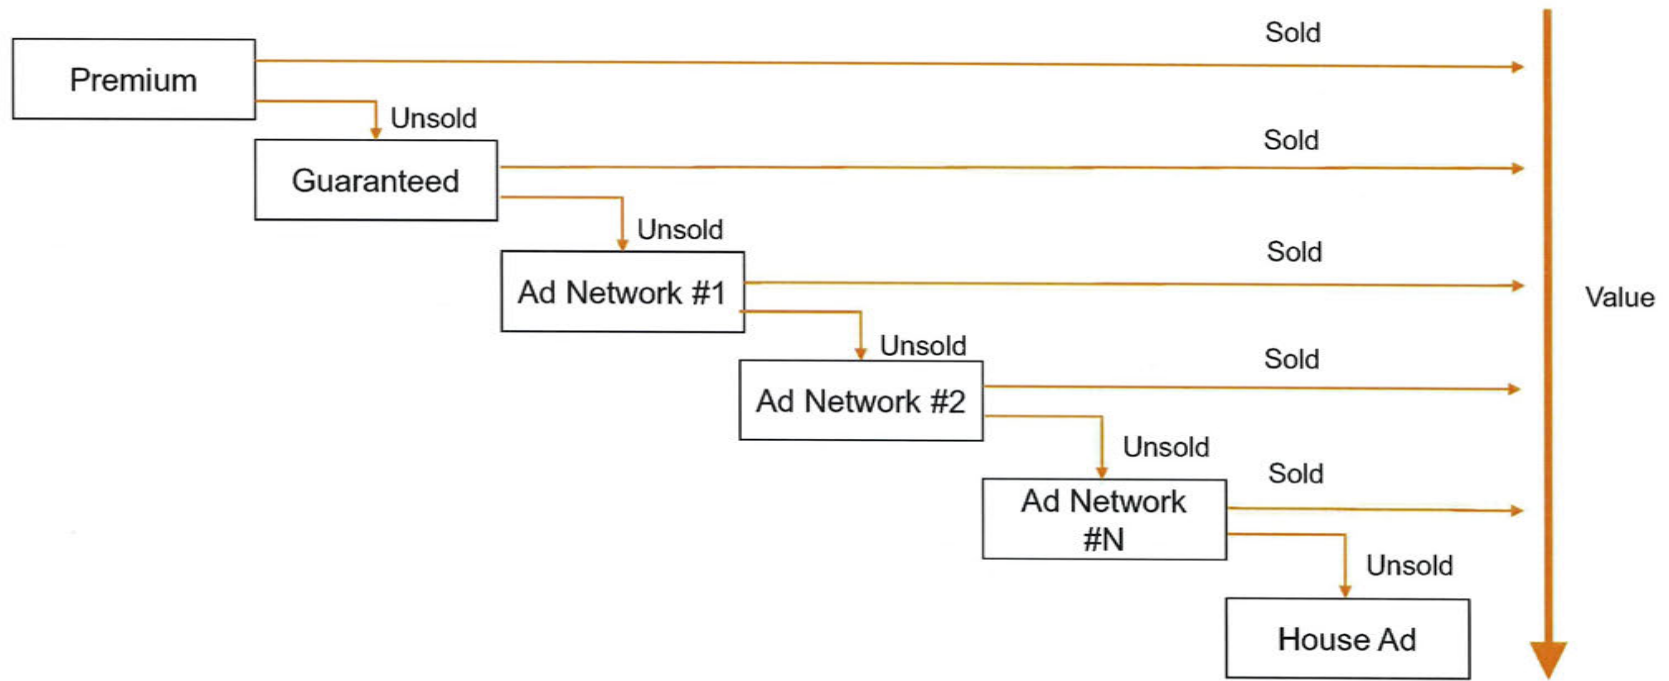 Sold
Premium
Unsold
Sold
Guaranteed
Unsold
Sold
Ad Network #1
Value
Unsold
Sold
Ad Network #2
Unsold
Sold
Ad Network
#N
Unsold
House Ad